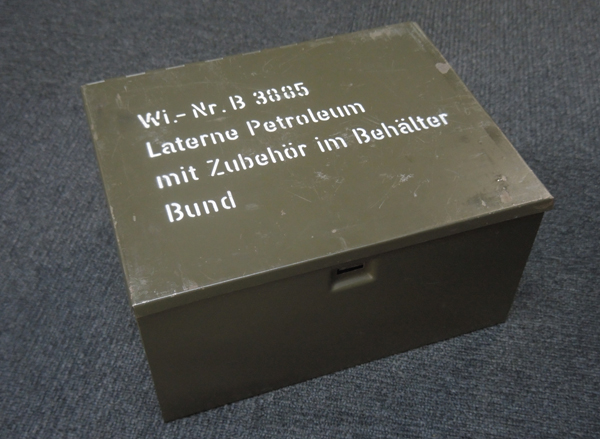 Wi.- Nr. B 3885
Laterne Petroleum
mit Zubehör im Behälter
Bund